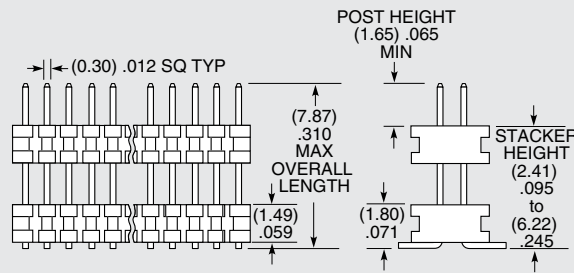 POST HEIGHT
(1.65) .065
MIN
(0.30) .012 SQ TYP
(7.87)
.310
MAX
OVERALL
LENGTH
STACKER
HEIGHT
(2.41)
.095
to
(6.22)
.245
(1.49)
.059
(1.80)
.071